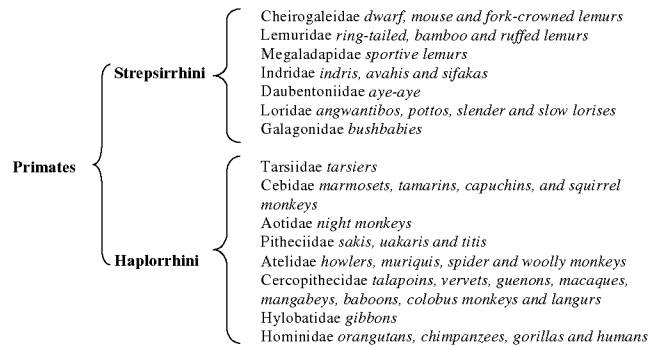 Cheirogaleidae dwarf, mouse and fork-crowned lemurs
Lemuridae ring-tailed, bamboo and ruffed lemurs
Megaladapidae sportive lemurs
Strepsirrhini
Indridae indris, avahis and sifakas
Daubentoniidae aye-aye
Loridae angwantibos, pottos, slender and slow lorises
Galagonidae bushbabies
Primates
Tarsiidae tarsiers
Cebidae marmosets, tamarins, capuchins, and squirrel
monkeys
Aotidae night monkeys
Pitheciidae sakis, uakaris and titis
Haplorrhini
Atelidae howlers, muriquis, spider and woolly monkeys
Cercopithecidae talapoins, vervets, guenons, macaques,
mangabeys, baboons, colobus monkeys and langurs
Hylobatidae gibbons
Hominidae orangutans, chimpanzees, gorillas and humans